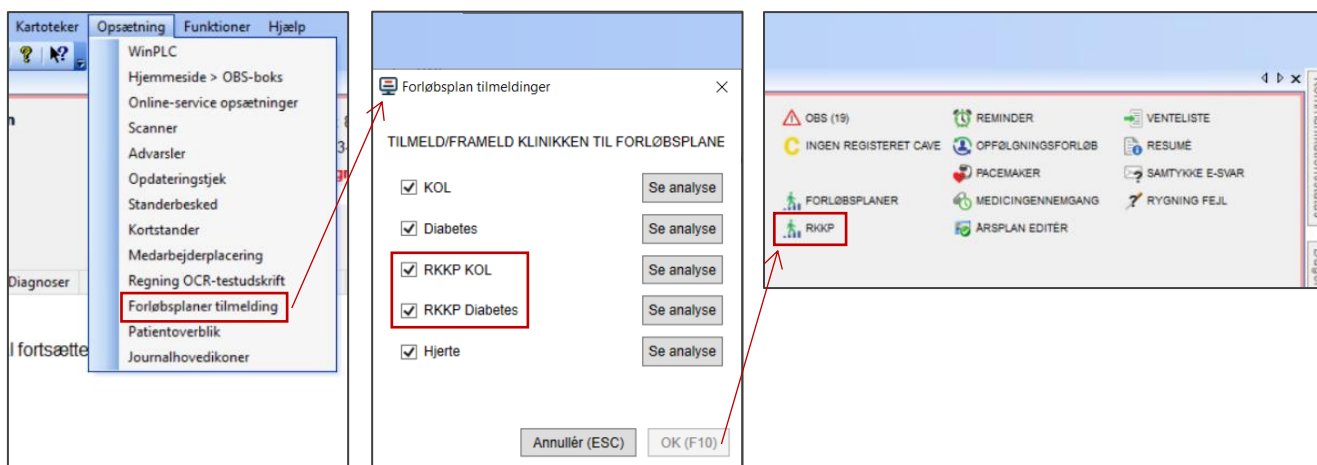 Kartoteker Opsætning Funktioner Hjælp
WinPLC
Hjemmeside > OBS-boks
Online-service opsætninger
Scanner
Advarsler
Opdateringstjek
Standerbesked
Kortstander
Medarbejderplacering
Diagnoser
Regning OCR-testudskrift
Forløbsplaner tilmelding
Patientoverblik
l fortsætte
Journalhovedikoner
Forløbsplan tilmeldinger
TILMELD/FRAMELD KLINIKKEN TIL FORLØBSPLANE
KOL Se analyse
Diabetes Se analyse
RKKP KOL Se analyse
RKKP Diabetes Se analyse
Hjerte Se analyse
Annullér (ESC) OK (F10)
OBS (19) REMINDER VENTELISTE
INGEN REGISTERET CAVE OPFØLGNINGSFORLØB RESUMÉ
PACEMAKER SAMTYKKE E-SVAR
FORLØBSPLANER MEDICINGENNEMGANG RYGNING FEJL
RKKP ÅRSPLAN EDITÉR